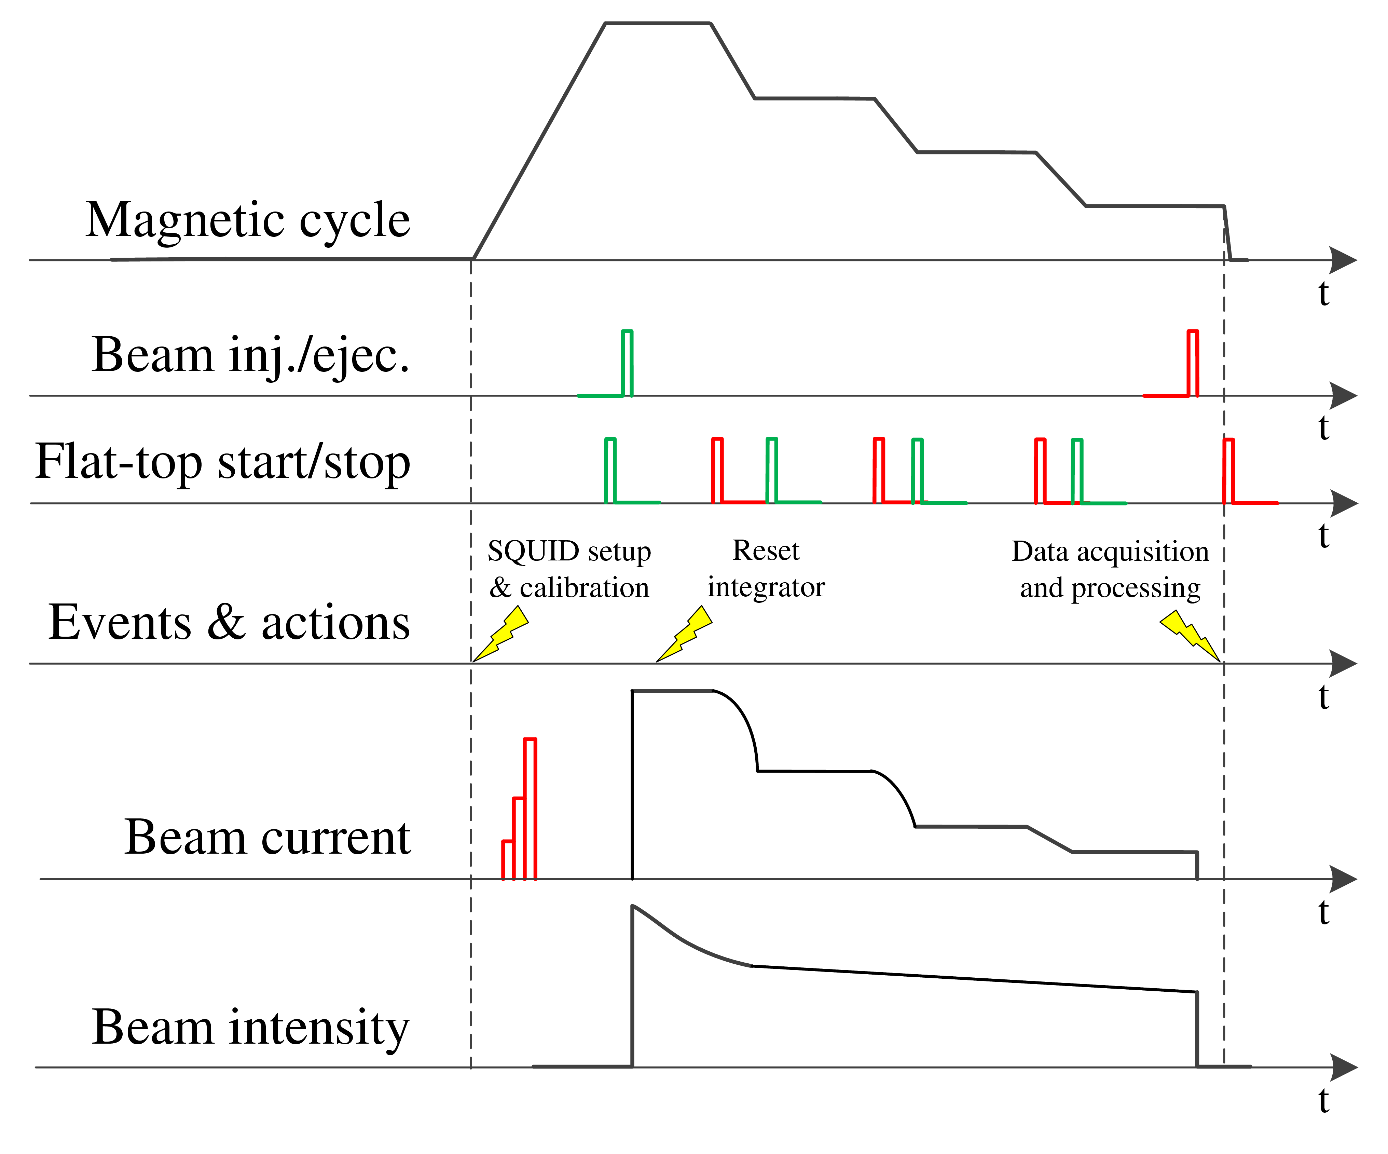 Magnetic cycle
t
Beam inj./ejec.
t
Flat-top start/stop
t
SQUID setup
& calibration
Reset
integrator
Data acquisition
and processing
Events & actions
t
Beam current
t
Beam intensity
t